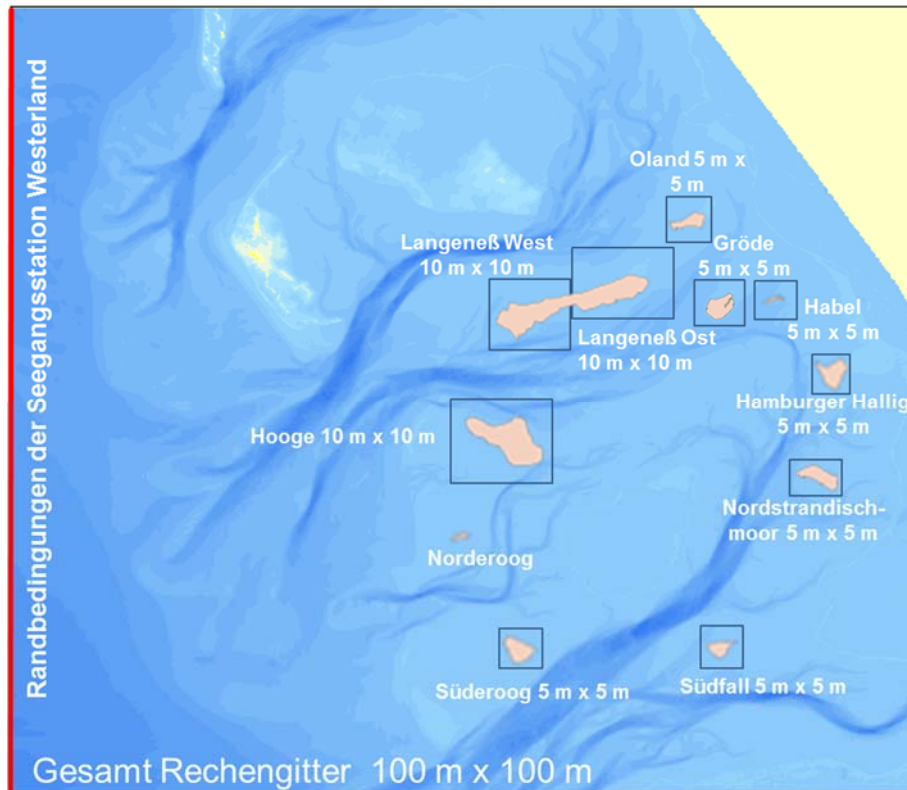 Randbedingungen der Seegangsstation Westerland
Oland 5 m x
5 m
Langeneß West
10 m x 10 m
Gröde
5 m x 5 m
Habel
5 m x 5 m
Langeneß Ost
10 m x 10 m
Hamburger Hallig
5 m x 5 m
Hooge 10 m x 10 m
Nordstrandisch-
moor 5 m x 5 m
Norderoog
Süderoog 5 m x 5 m
Südfall 5 m x 5 m
Gesamt Rechengitter 100 m x 100 m